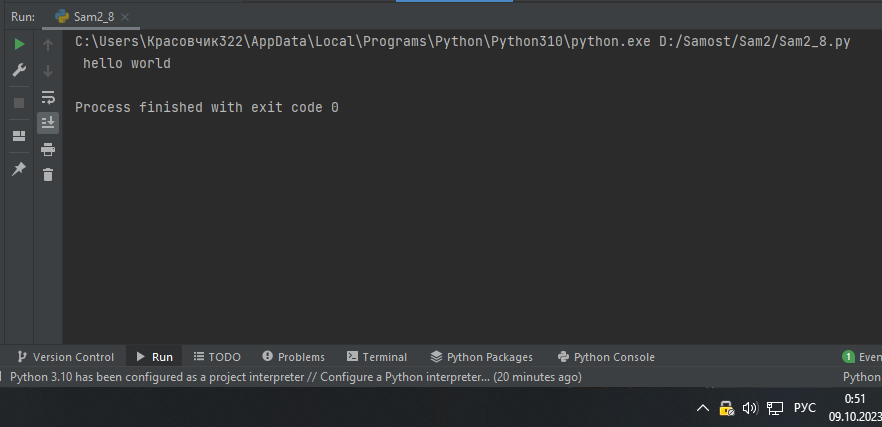 Run: Sam2_8
C:\Users\Красовчик322\AppData\Local\Programs\Python\Python310\python.exe D:/Samost/Sam2/Sam2_8.py
hello world
Process finished with exit code 0
Version Control Run TODO Problems Terminal Python Packages Python Console 1 Even
Python 3.10 has been configured as a project interpreter // Configure a Python interpreter... (20 minutes ago) Python
РУС 0:51
09.10.2023